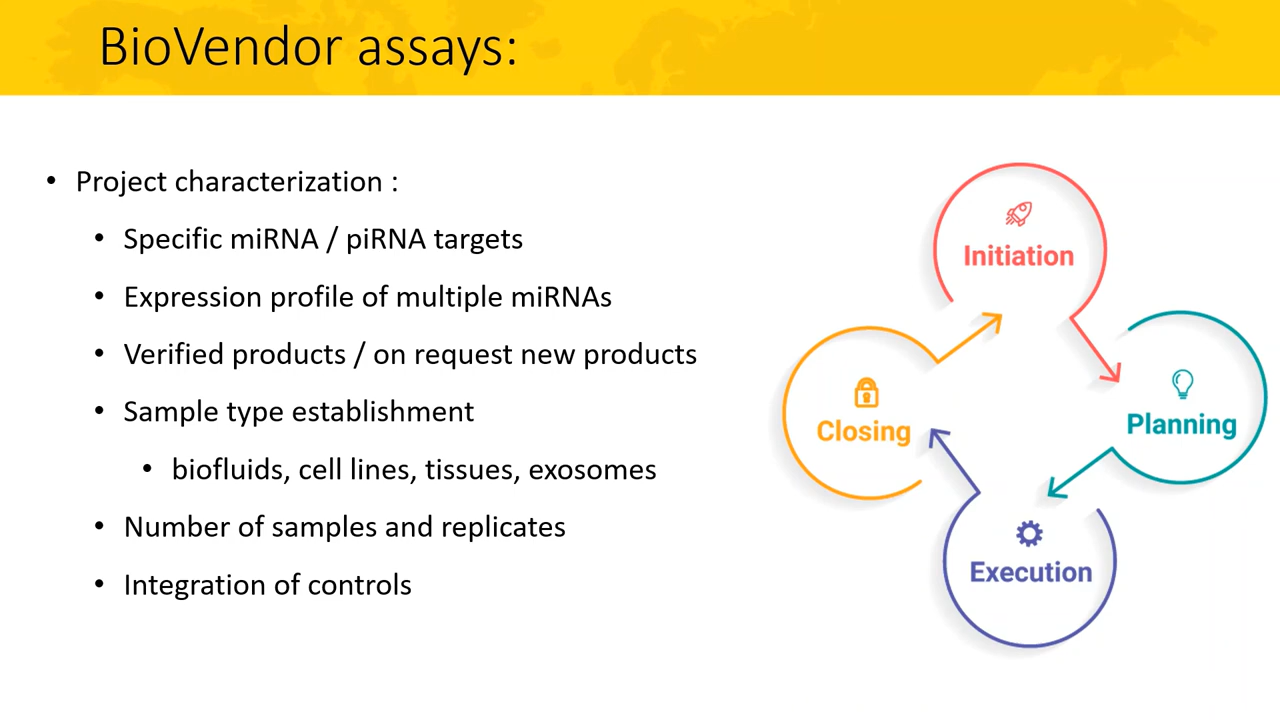 BioVendor assays:
• Project characterization :
• Specific miRNA / piRNA targets
• Expression profile of multiple miRNAs
• Verified products / on request new products
• Sample type establishment
• biofluids, cell lines, tissues, exosomes
• Number of samples and replicates
• Integration of controls
Initiation
Planning
Execution
Closing